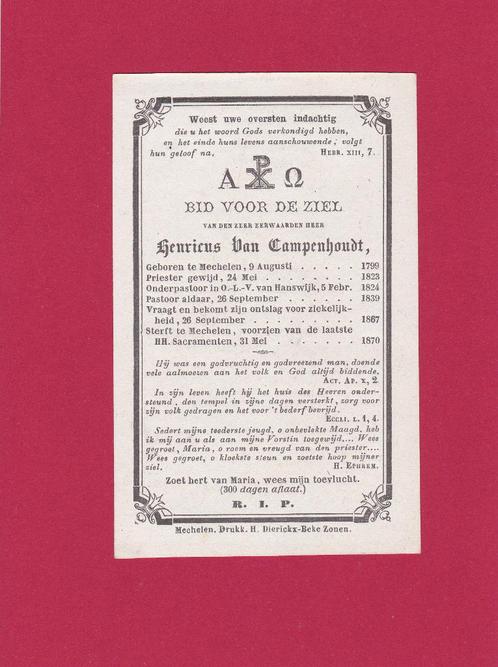 Weest uwe oversten indachtig
die u het woord Gods verkondigd hebben,
en het einde huns levens aanschouwende, volgt
hun geloof na. HEBR. XIII, 7.
A ☧ Ω
BID VOOR DE ZIEL
VAN DEN ZEER EERWAARDEN HEER
Henricus Van Campenhoudt,
Geboren te Mechelen, 9 Augusti . . . . . 1799
Priester gewijd, 24 Mei . . . . . . . 1823
Onderpastoor in O.-L.-V. van Hanswijk, 5 Febr. 1824
Pastoor aldaar, 26 September . . . . . . 1839
Vraagt en bekomt zijn ontslag voor ziekelijk-
heid, 26 September . . . . . . . . 1867
Sterft te Mechelen, voorzien van de laatste
HH. Sacramenten, 31 Mei . . . . . . 1870
Hij was een godvruchtig en godvreezend man, doende
vele aalmoezen aan het volk en God altijd biddende.
ACT. AP. X, 2.
In zijn leven heeft hij het huis des Heeren onder-
steund, den tempel in zijne dagen versterkt, zorg voor
zijn volk gedragen en het voor 't bederf bevrijd.
ECCLI. L. 1, 4.
Sedert mijne teederste jeugd, o onbevlekte Maagd, heb
ik mij aan u als aan mijne Vorstin toegewijd.... Wees
gegroet, Maria, o roem en vreugd van den priester....
Wees gegroet, o kloekste steun en zoetste hoop mijner
ziel. H. EPHREM.
Zoet hert van Maria, wees mijn toevlucht.
(300 dagen aflaat.)
R. I. P.
Mechelen, Drukk. H. Dierickx-Beke Zonen.